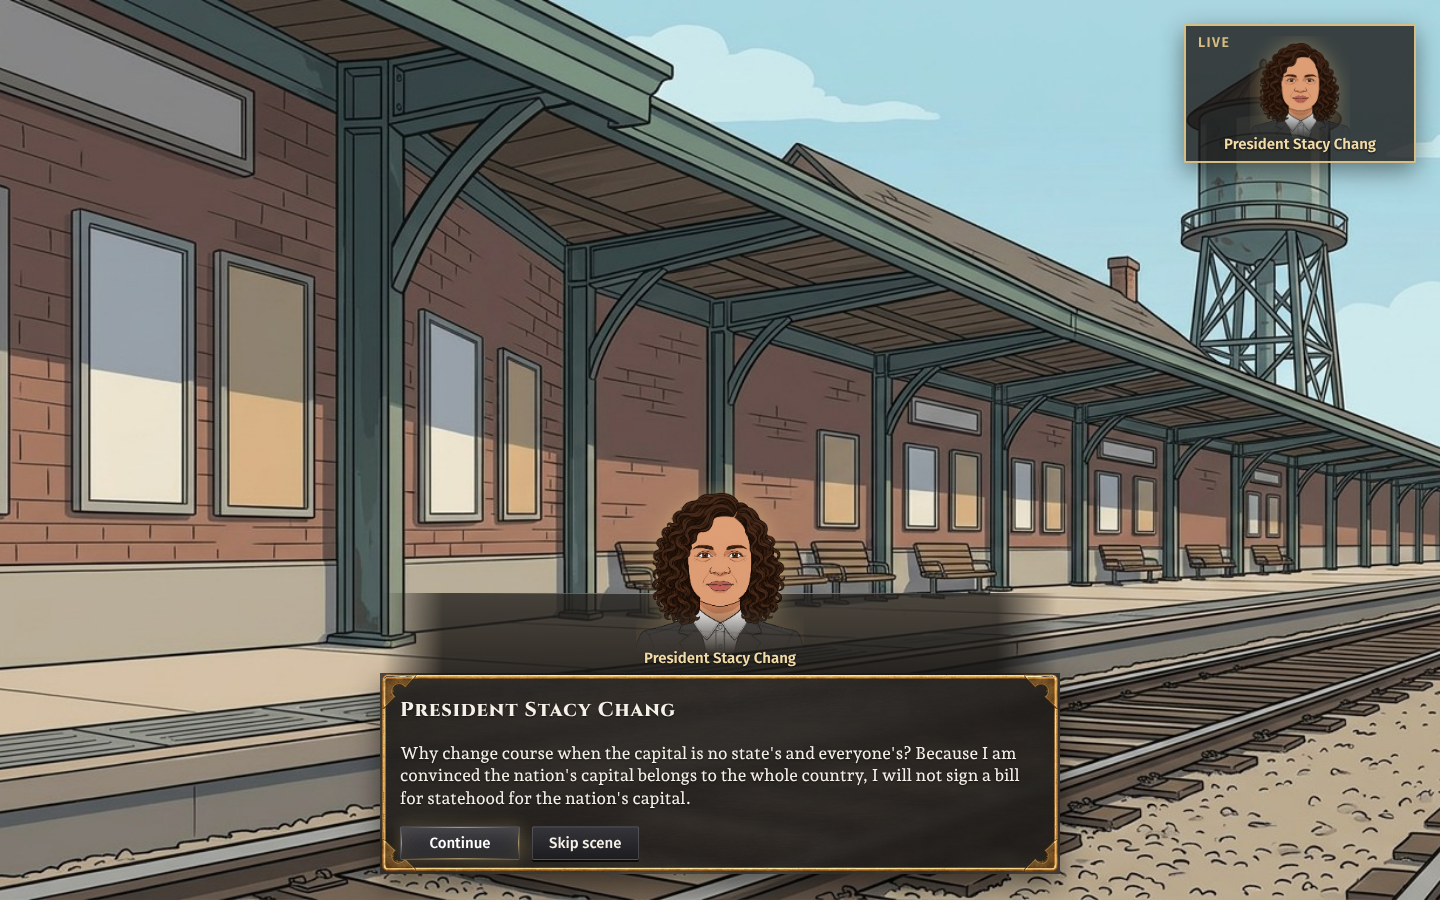 LIVE
President Stacy Chang
President Stacy Chang
President Stacy Chang
Why change course when the capital is no state's and everyone's? Because I am
convinced the nation's capital belongs to the whole country, I will not sign a bill
for statehood for the nation's capital.
Continue
Skip scene